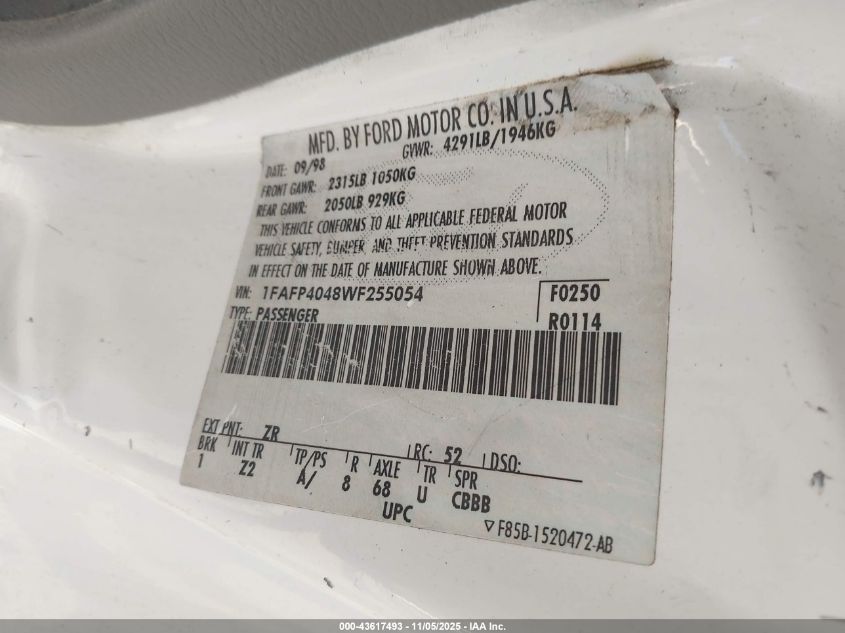 MFD. BY FORD MOTOR CO. IN U.S.A.
DATE: 09/98 GVWR: 4291LB/1946KG
FRONT GAWR: 2315LB 1050KG
REAR GAWR: 2050LB 929KG
THIS VEHICLE CONFORMS TO ALL APPLICABLE FEDERAL MOTOR
VEHICLE SAFETY, BUMPER, AND THEFT PREVENTION STANDARDS
IN EFFECT ON THE DATE OF MANUFACTURE SHOWN ABOVE.
VIN: 1FAFP4048WF255054 F0250
TYPE: PASSENGER R0114
EXT PNT: ZR RC: 52 DSO:
BRK INT TR TP/PS R AXLE TR SPR
1 Z2 A/ 8 68 U CBBB
UPC
▽F85B-1520472-AB
000-43617493 - 11/05/2025 - IAA Inc.